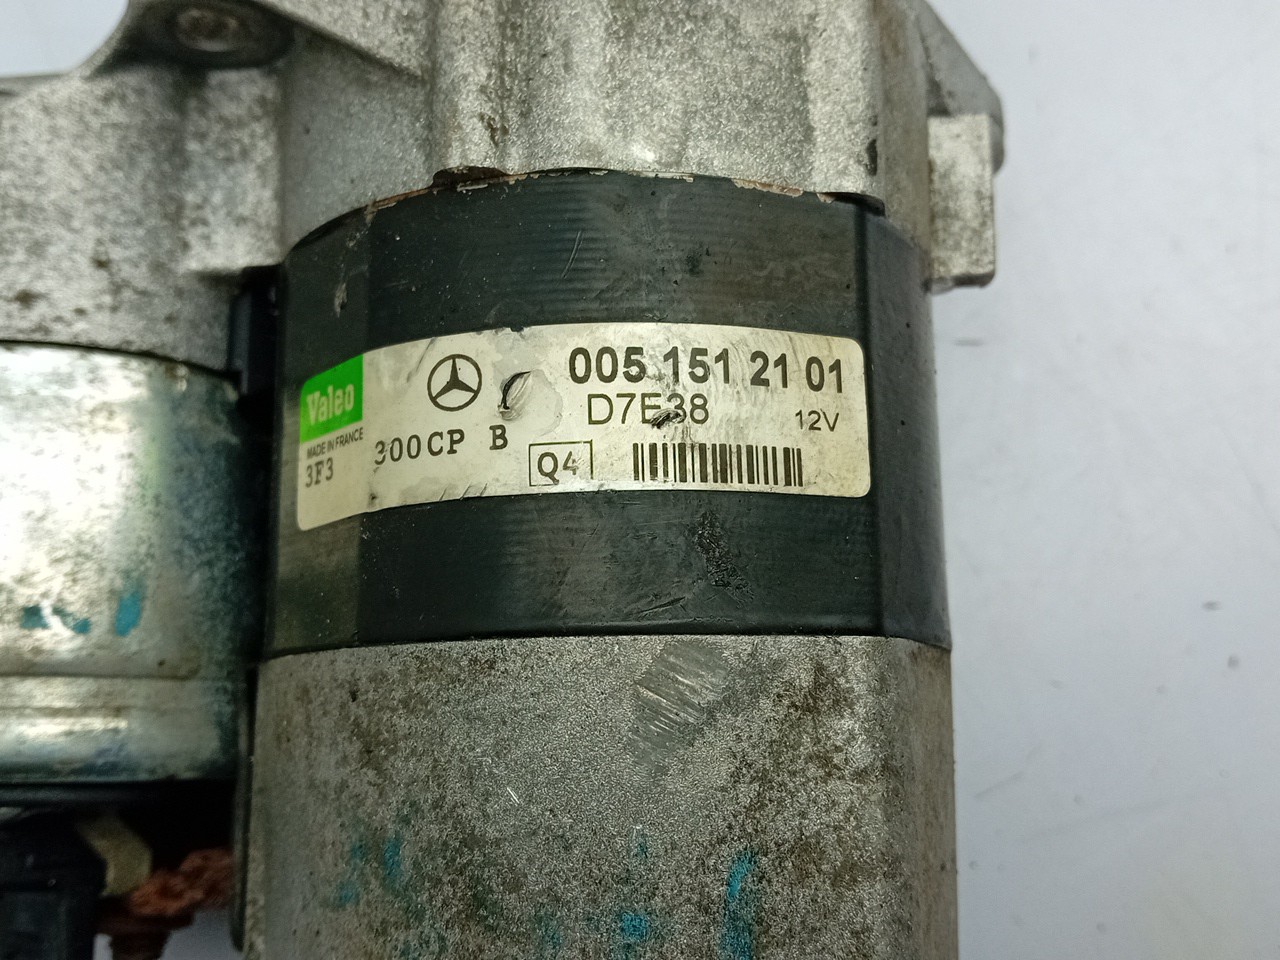 Valeo
MADE IN FRANCE
3F3
300CP B
005 151 21 01
D7E38
12V
Q4